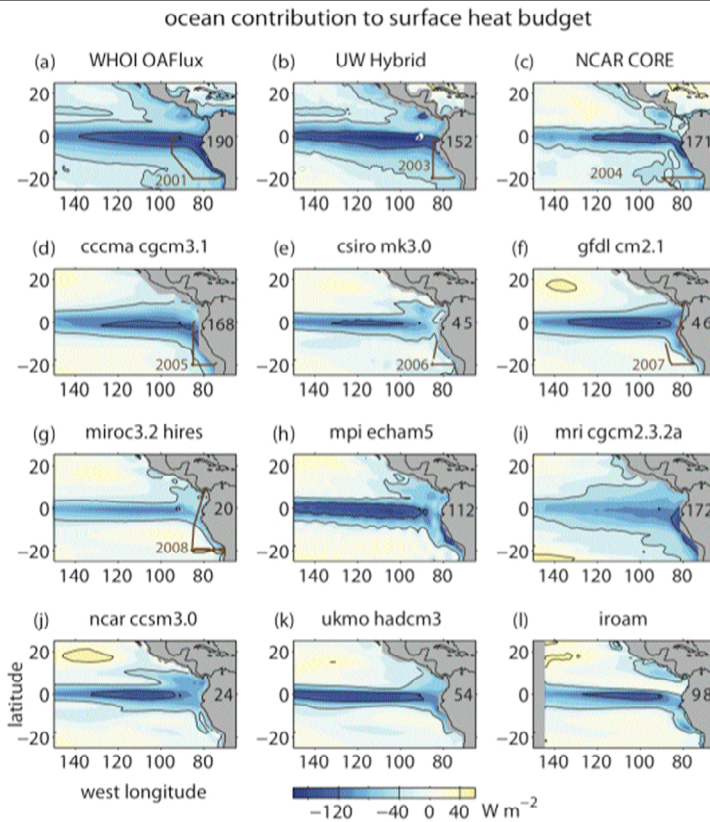 ocean contribution to surface heat budget
(a) WHOI OAFlux
(b) UW Hybrid
(c) NCAR CORE
20 0 −20
190
2001
140 120 100 80
20 0 −20
152
2003
140 120 100 80
20 0 −20
171
2004
140 120 100 80
(d) cccma cgcm3.1
(e) csiro mk3.0
(f) gfdl cm2.1
20 0 −20
168
2005
140 120 100 80
20 0 −20
45
2006
140 120 100 80
20 0 −20
46
2007
140 120 100 80
(g) miroc3.2 hires
(h) mpi echam5
(i) mri cgcm2.3.2a
20 0 −20
20
2008
140 120 100 80
20 0 −20
112
140 120 100 80
20 0 −20
172
140 120 100 80
(j) ncar ccsm3.0
(k) ukmo hadcm3
(l) iroam
latitude
20 0 −20
24
140 120 100 80
20 0 −20
54
140 120 100 80
20 0 −20
98
140 120 100 80
west longitude
−120 −40 0 40 W m−2